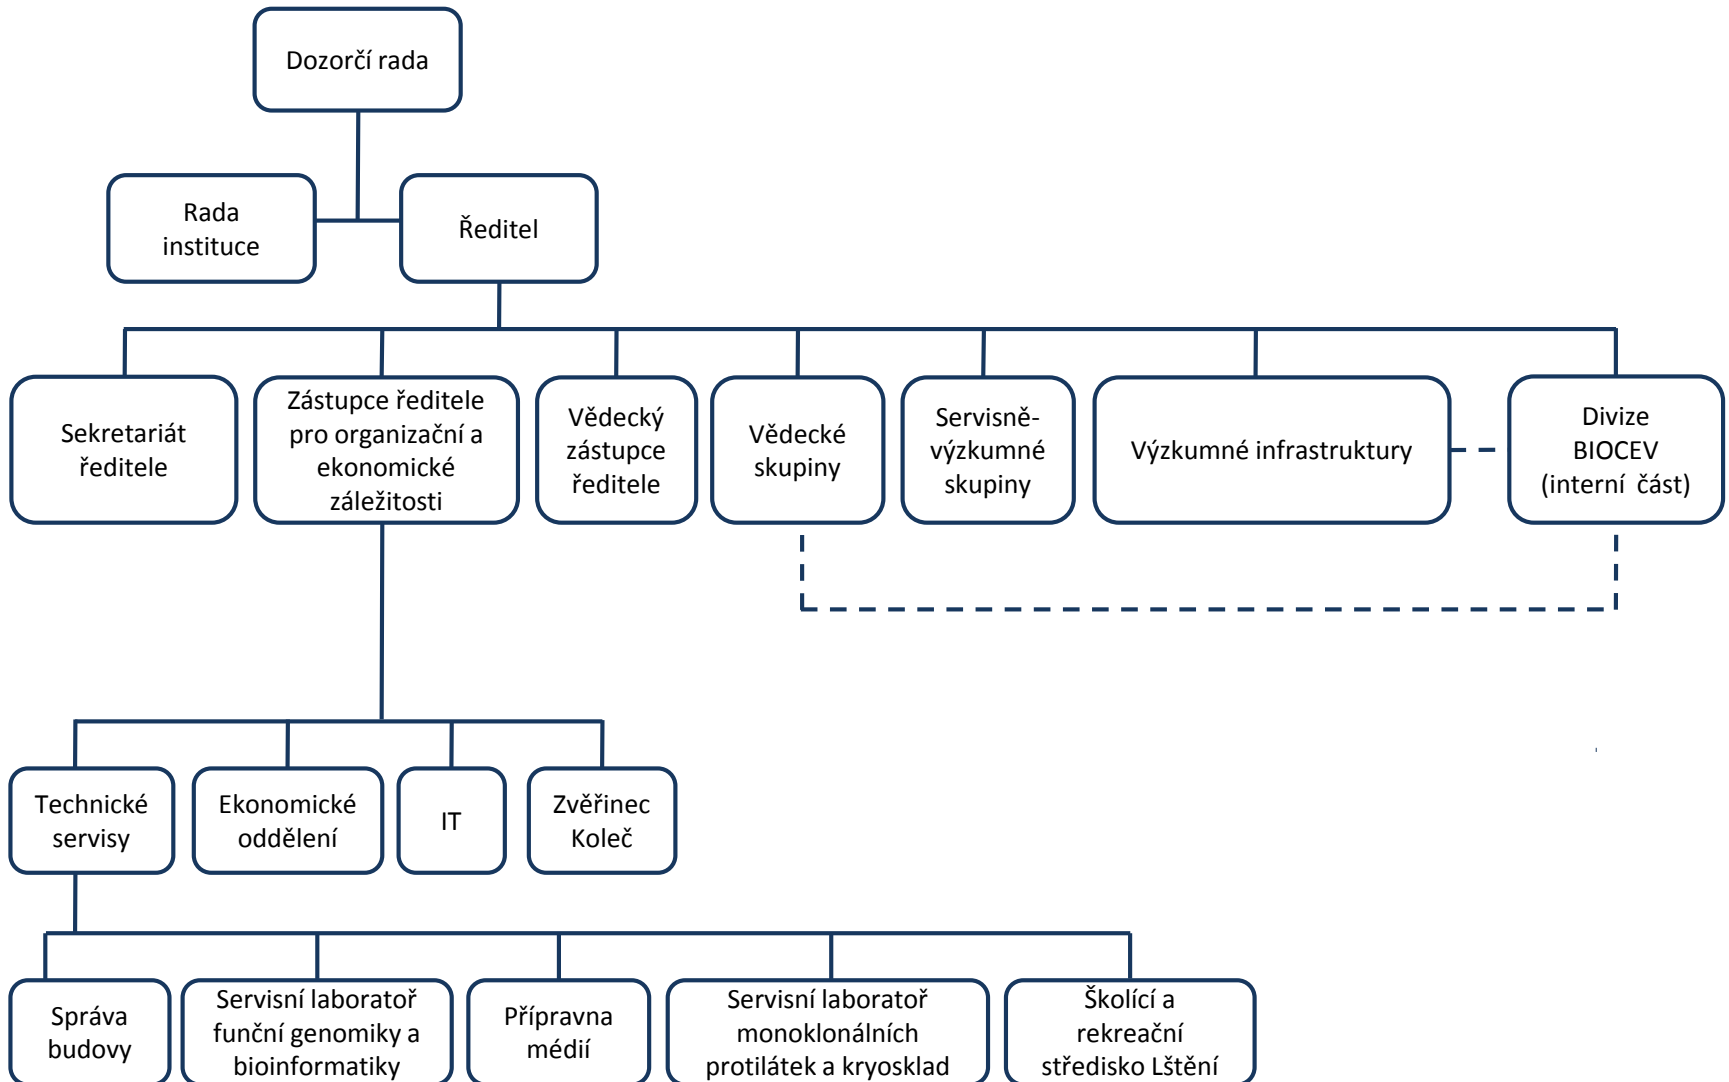 Dozorčí rada
Rada
instituce
Ředitel
Sekretariát
ředitele
Zástupce ředitele
pro organizační a
ekonomické
záležitosti
Vědecký
zástupce
ředitele
Vědecké
skupiny
Servisně-
výzkumné
skupiny
Výzkumné infrastruktury
Divize
BIOCEV
(interní  část)
Technické
servisy
Ekonomické
oddělení
IT
Zvěřinec
Koleč
Správa
budovy
Servisní laboratoř
funční genomiky a
bioinformatiky
Přípravna
médií
Servisní laboratoř
monoklonálních
protilátek a kryosklad
Školící a
rekreační
středisko Lštění